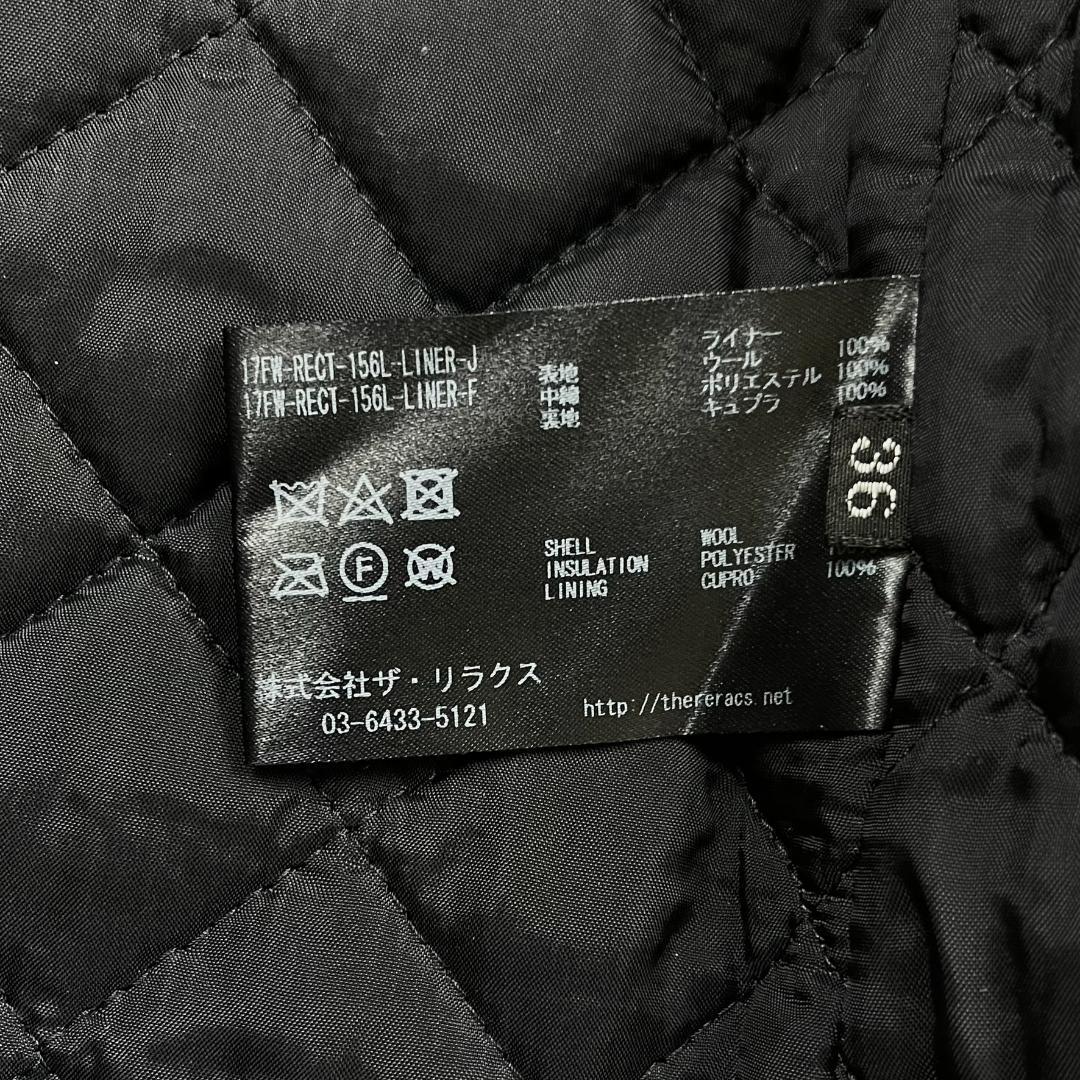 17FW-RECT-156L-LINER-J
17FW-RECT-156L-LINER-F
ライナー
表地 ウール 100%
中綿 ポリエステル 100%
裏地 キュプラ 100%
36
F
W
SHELL WOOL
INSULATION POLYESTER
LINING CUPRO 100%
株式会社ザ・リラクス
03-6433-5121
http://thereracs.net